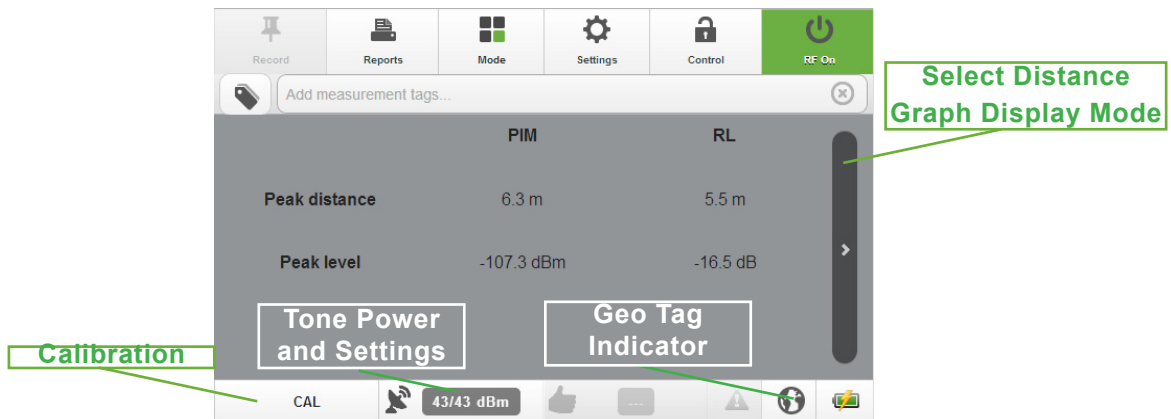 Record Reports Mode Settings Control RF On
Add measurement tags...
Select Distance
Graph Display Mode
PIM RL
Peak distance 6.3 m 5.5 m
Peak level -107.3 dBm -16.5 dB
Tone Power
and Settings
Geo Tag
Indicator
Calibration
CAL 43/43 dBm ---